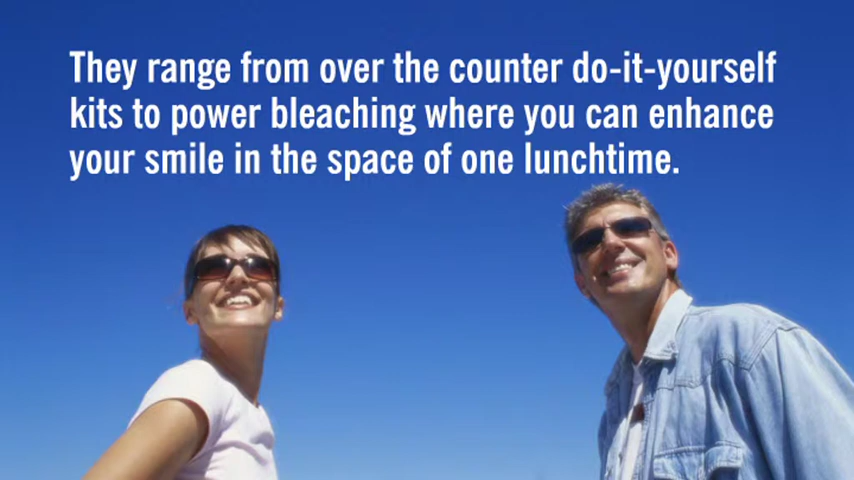 They range from over the counter do-it-yourself
kits to power bleaching where you can enhance
your smile in the space of one lunchtime.